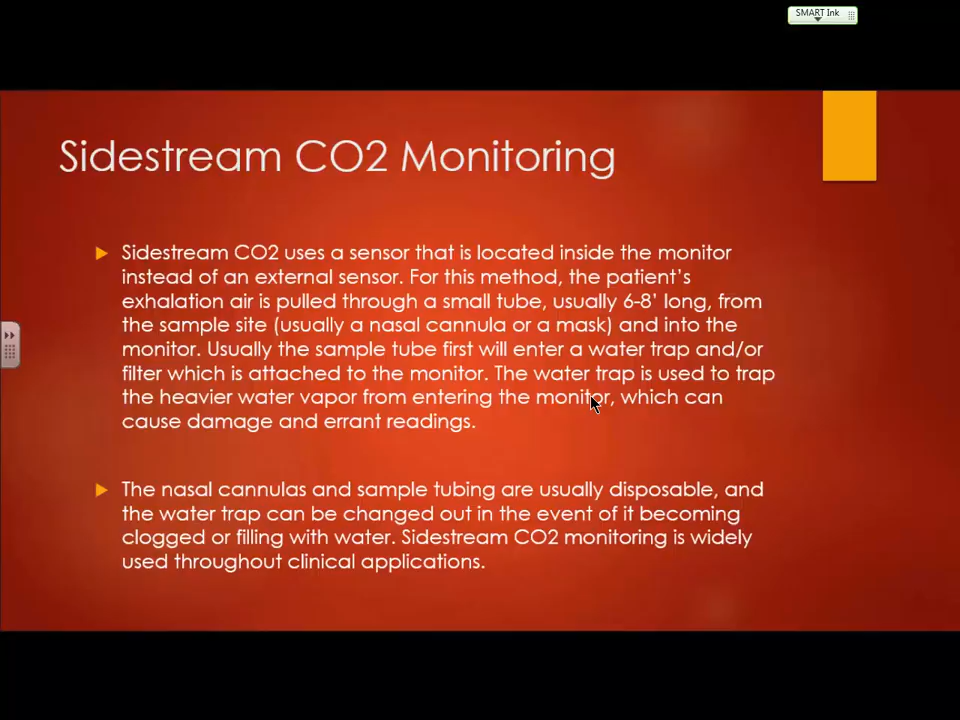 SMART Ink
Sidestream CO2 Monitoring
Sidestream CO2 uses a sensor that is located inside the monitor
instead of an external sensor. For this method, the patient's
exhalation air is pulled through a small tube, usually 6-8' long, from
the sample site (usually a nasal cannula or a mask) and into the
monitor. Usually the sample tube first will enter a water trap and/or
filter which is attached to the monitor. The water trap is used to trap
the heavier water vapor from entering the monitor, which can
cause damage and errant readings.
The nasal cannulas and sample tubing are usually disposable, and
the water trap can be changed out in the event of it becoming
clogged or filling with water. Sidestream CO2 monitoring is widely
used throughout clinical applications.